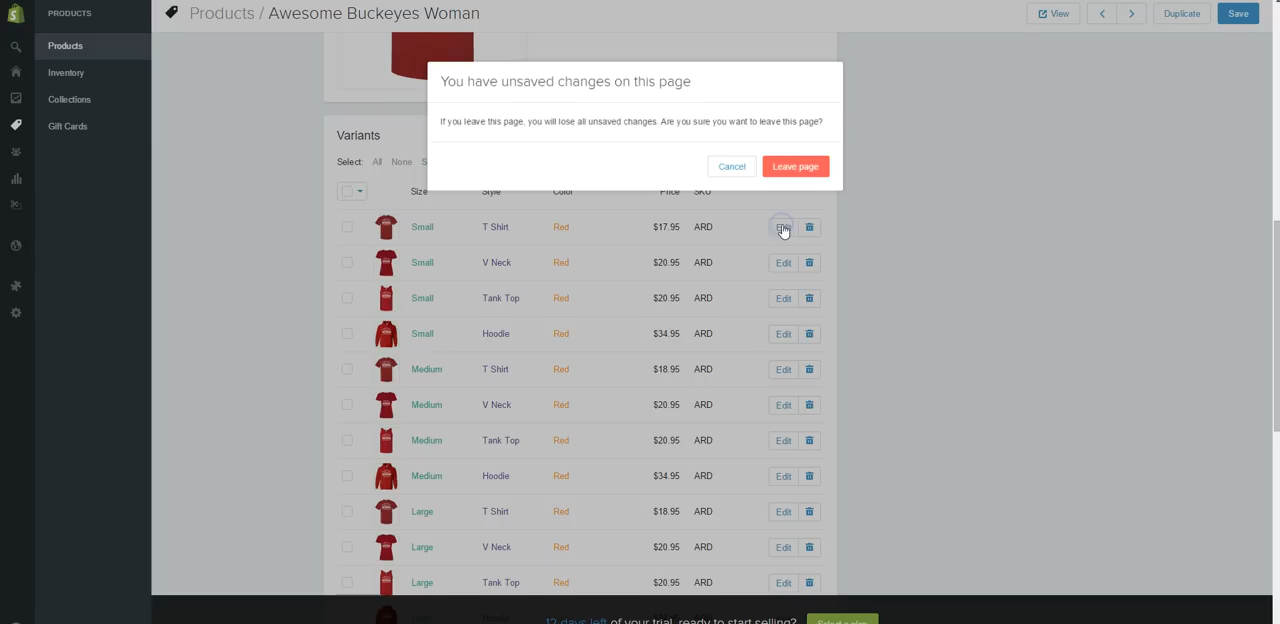 PRODUCTS
Products
Inventory
Collections
Gift Cards
Products / Awesome Buckeyes Woman
View
Duplicate
Save
You have unsaved changes on this page
If you leave this page, you will lose all unsaved changes. Are you sure you want to leave this page?
Cancel
Leave page
Variants
Select: All None
Size Style Color Price SKU
Small T Shirt Red $17.95 ARD Edit
Small V Neck Red $20.95 ARD Edit
Small Tank Top Red $20.95 ARD Edit
Small Hoodie Red $34.95 ARD Edit
Medium T Shirt Red $18.95 ARD Edit
Medium V Neck Red $20.95 ARD Edit
Medium Tank Top Red $20.95 ARD Edit
Medium Hoodie Red $34.95 ARD Edit
Large T Shirt Red $18.95 ARD Edit
Large V Neck Red $20.95 ARD Edit
Large Tank Top Red $20.95 ARD Edit
12 days left of your trial, ready to start selling? Select a plan